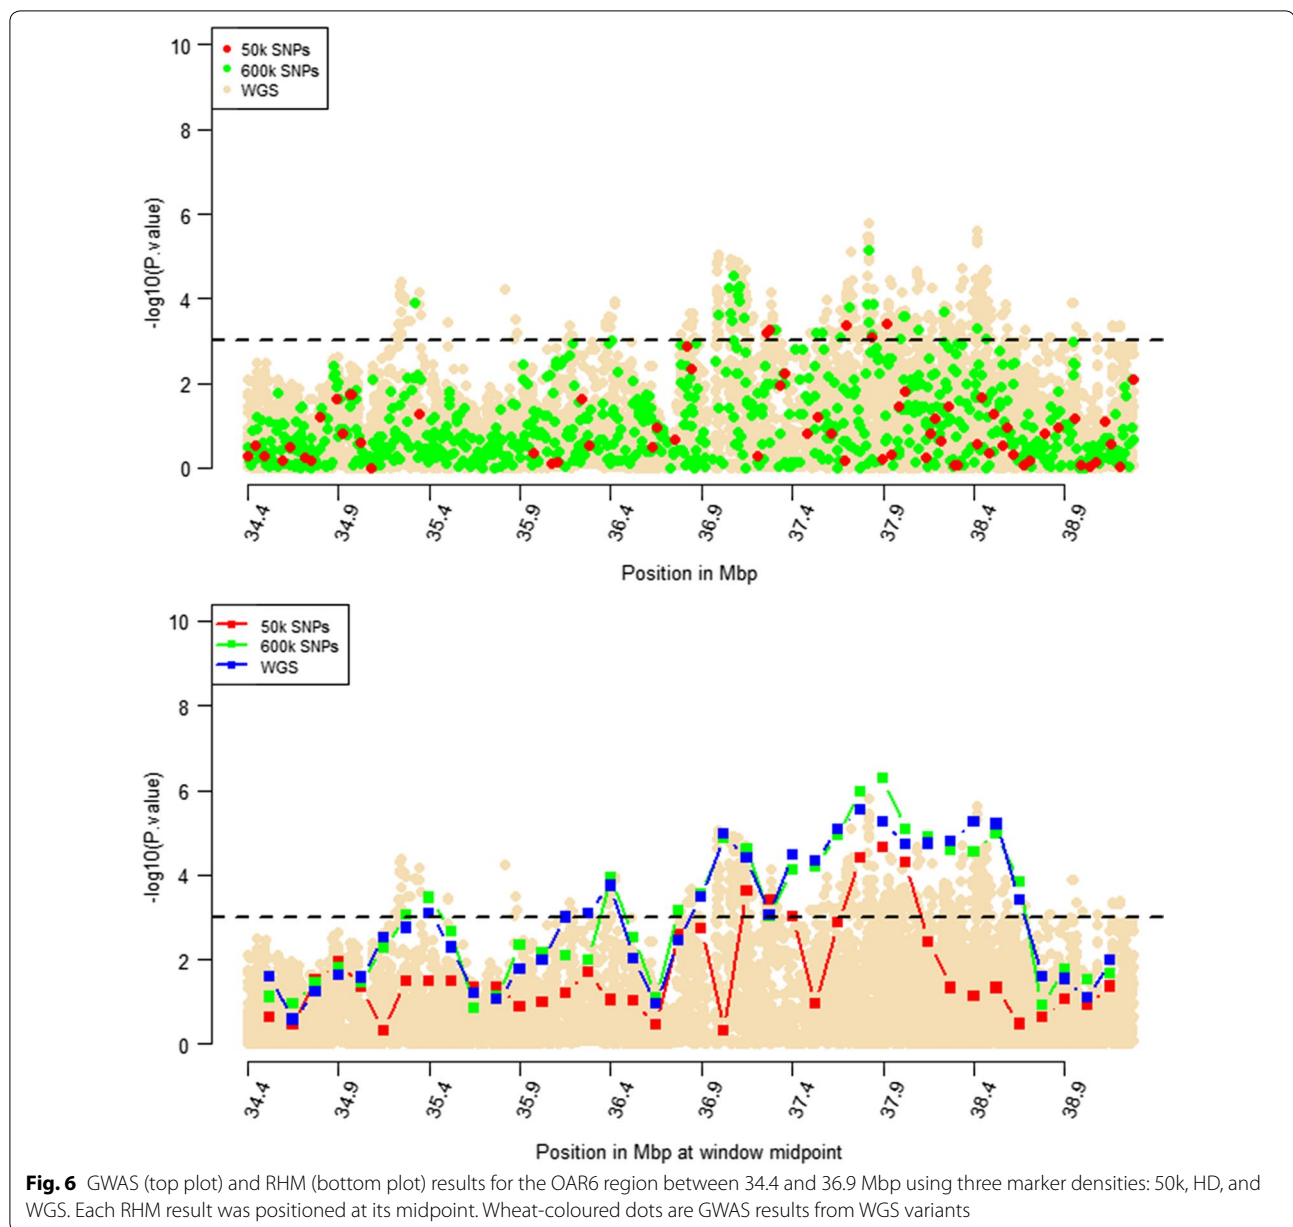 50k SNPs
600k SNPs
WGS
10
8
6
4
2
0
-log10(P.value)
34.4
34.9
35.4
35.9
36.4
36.9
37.4
37.9
38.4
38.9
Position in Mbp
50k SNPs
600k SNPs
WGS
10
8
6
4
2
0
-log10(P.value)
34.4
34.9
35.4
35.9
36.4
36.9
37.4
37.9
38.4
38.9
Position in Mbp at window midpoint
Fig. 6 GWAS (top plot) and RHM (bottom plot) results for the OAR6 region between 34.4 and 36.9 Mbp using three marker densities: 50k, HD, and
WGS. Each RHM result was positioned at its midpoint. Wheat-coloured dots are GWAS results from WGS variants